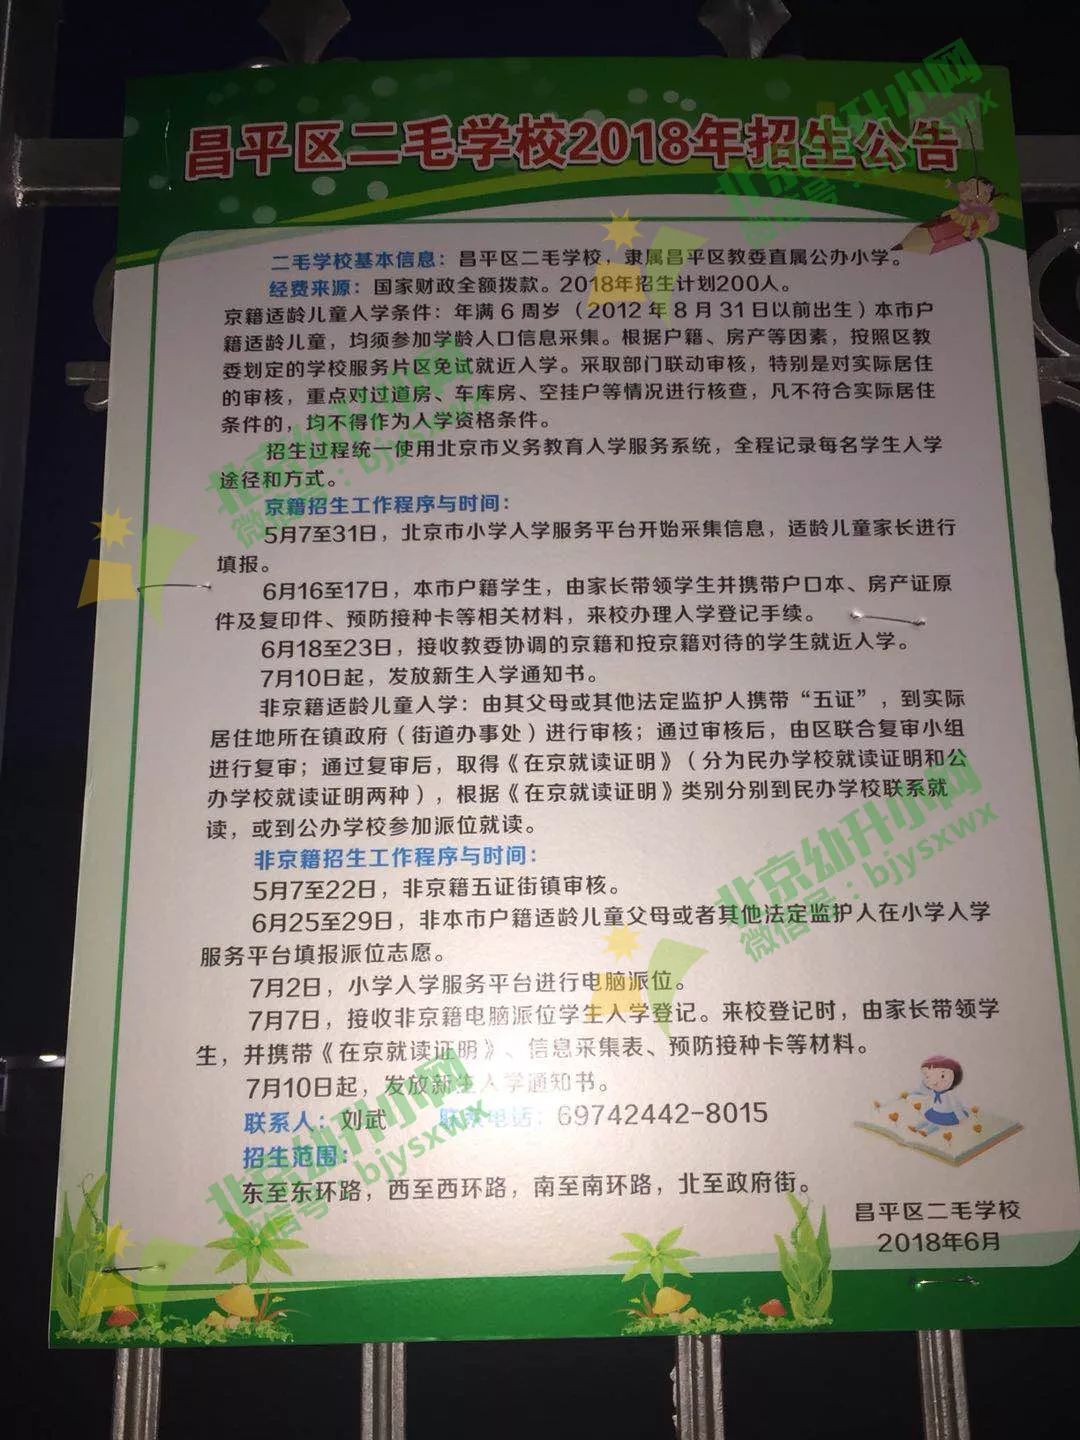 昌平区二毛学校2018年招生公告
二毛学校基本信息：昌平区二毛学校，隶属昌平区教委直属公办小学。
经费来源：国家财政全额拨款。2018年招生计划200人。
京籍适龄儿童入学条件：年满6周岁（2012年8月31日以前出生）本市户
籍适龄儿童，均须参加学龄人口信息采集。根据户籍、房产等因素，按照区教
委划定的学校服务片区免试就近入学。采取部门联动审核，特别是对实际居住
的审核，重点对过道房、车库房、空挂户等情况进行核查，凡不符合实际居住
条件的，均不得作为入学资格条件。
招生过程统一使用北京市义务教育入学服务系统，全程记录每名学生入学
途径和方式。
京籍招生工作程序与时间：
5月7至31日，北京市小学入学服务平台开始采集信息，适龄儿童家长进行
填报。
6月16至17日，本市户籍学生，由家长带领学生并携带户口本、房产证原
件及复印件、预防接种卡等相关材料，来校办理入学登记手续。
6月18至23日，接收教委协调的京籍和按京籍对待的学生就近入学。
7月10日起，发放新生入学通知书。
非京籍适龄儿童入学：由其父母或其他法定监护人携带“五证”，到实际
居住地所在镇政府（街道办事处）进行审核；通过审核后，由区联合复审小组
进行复审；通过复审后，取得《在京就读证明》（分为民办学校就读证明和公
办学校就读证明两种），根据《在京就读证明》类别分别到民办学校联系就
读，或到公办学校参加派位就读。
非京籍招生工作程序与时间：
5月7至22日，非京籍五证街镇审核。
6月25至29日，非本市户籍适龄儿童父母或者其他法定监护人在小学入学
服务平台填报派位志愿。
7月2日，小学入学服务平台进行电脑派位。
7月7日，接收非京籍电脑派位学生入学登记。来校登记时，由家长带领学
生，并携带《在京就读证明》、信息采集表、预防接种卡等材料。
7月10日起，发放新生入学通知书。
联系人：刘武 联系电话：69742442-8015
招生范围：
东至东环路，西至西环路，南至南环路，北至政府街。
昌平区二毛学校
2018年6月
北京幼升小网
微信号：bjysxwx
北京幼升小网
微信号：bjysxwx
北京幼升小网
微信号：bjysxwx
北京幼升小网
微信号：bjysxwx